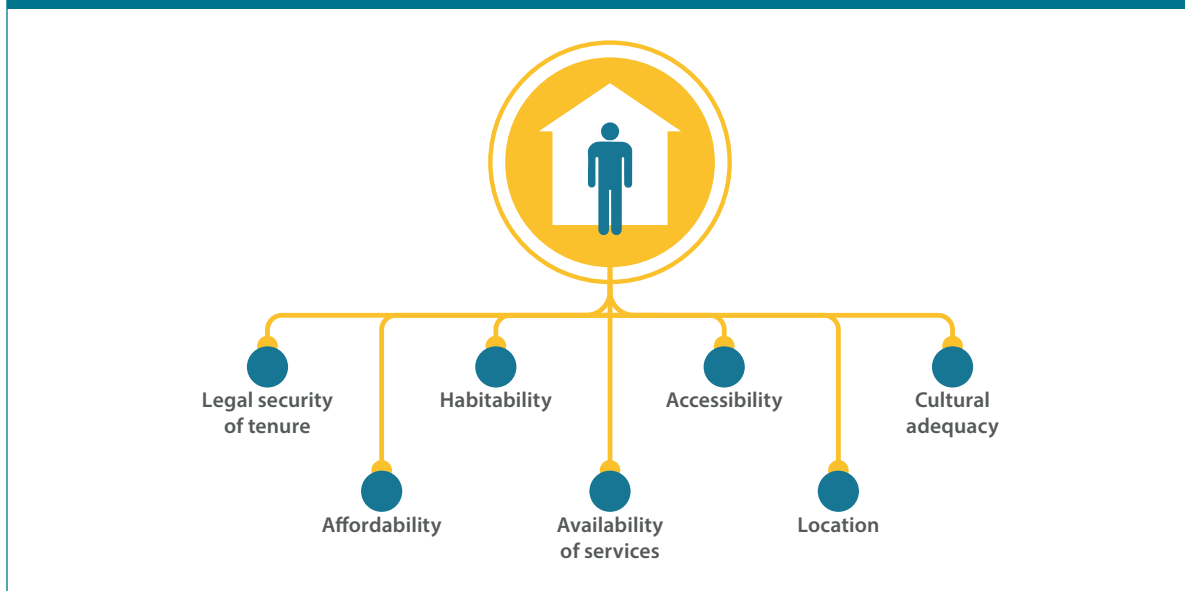 Legal security
of tenure
Habitability
Accessibility
Cultural
adequacy
Affordability
Availability
of services
Location